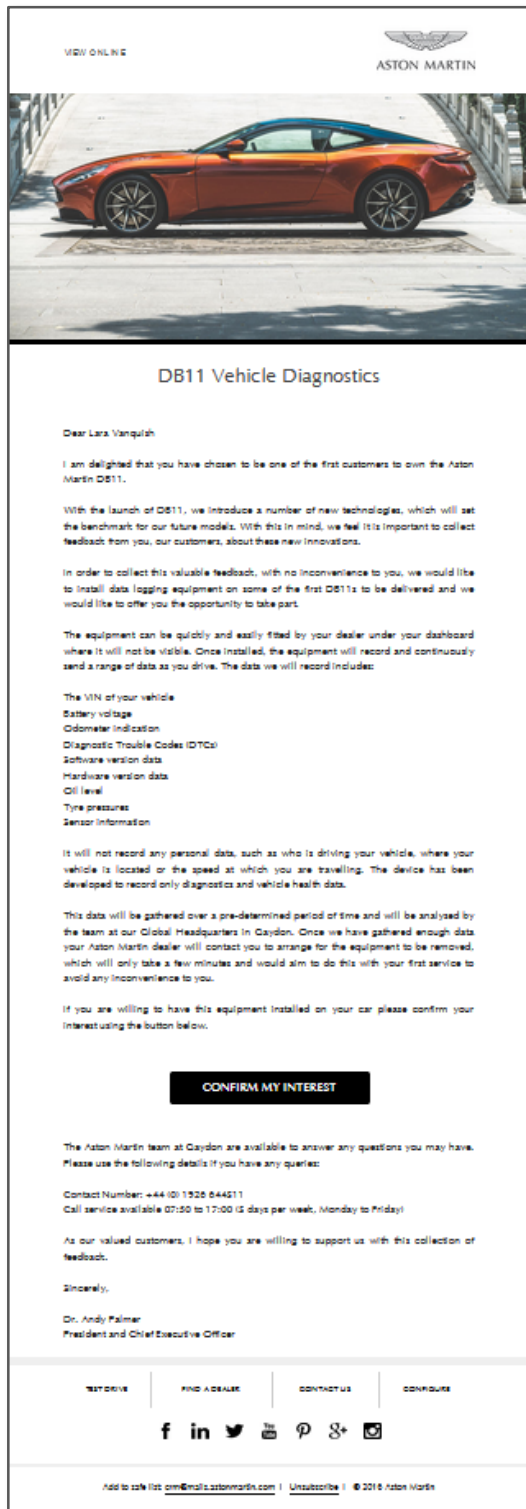 VIEW ONLINE
ASTON MARTIN
DB11 Vehicle Diagnostics
Dear Lara Vanquish
I am delighted that you have chosen to be one of the first customers to own the Aston
Martin DB11.
With the launch of DB11, we introduce a number of new technologies, which will set
the benchmark for our future models. With this in mind, we feel it is important to collect
feedback from you, our customers, about these new innovations.
In order to collect this valuable feedback, with no inconvenience to you, we would like
to install data logging equipment on some of the first DB11s to be delivered and we
would like to offer you the opportunity to take part.
The equipment can be quickly and easily fitted by your dealer under your dashboard
where it will not be visible. Once installed, the equipment will record and continuously
send a range of data as you drive. The data we will record includes:
The VIN of your vehicle
Battery voltage
Odometer indication
Diagnostic Trouble Codes (DTCs)
Software version data
Hardware version data
Oil level
Tyre pressures
Sensor information
It will not record any personal data, such as who is driving your vehicle, where your
vehicle is located or the speed at which you are travelling. The device has been
developed to record only diagnostics and vehicle health data.
This data will be gathered over a pre-determined period of time and will be analysed by
the team at our Global Headquarters in Gaydon. Once we have gathered enough data
your Aston Martin dealer will contact you to arrange for the equipment to be removed,
which will only take a few minutes and would aim to do this with your first service to
avoid any inconvenience to you.
If you are willing to have this equipment installed on your car please confirm your
interest using the button below.
CONFIRM MY INTEREST
The Aston Martin team at Gaydon are available to answer any questions you may have.
Please use the following details if you have any queries:
Contact Number: +44 (0) 1926 644511
Call service available 07:30 to 17:00 (5 days per week, Monday to Friday)
As our valued customers, I hope you are willing to support us with this collection of
feedback.
Sincerely,
Dr. Andy Palmer
President and Chief Executive Officer
TEST DRIVE
FIND A DEALER
CONTACT US
CONFIGURE
Add to safe list: crm@mails.astonmartin.com | Unsubscribe | © 2016 Aston Martin